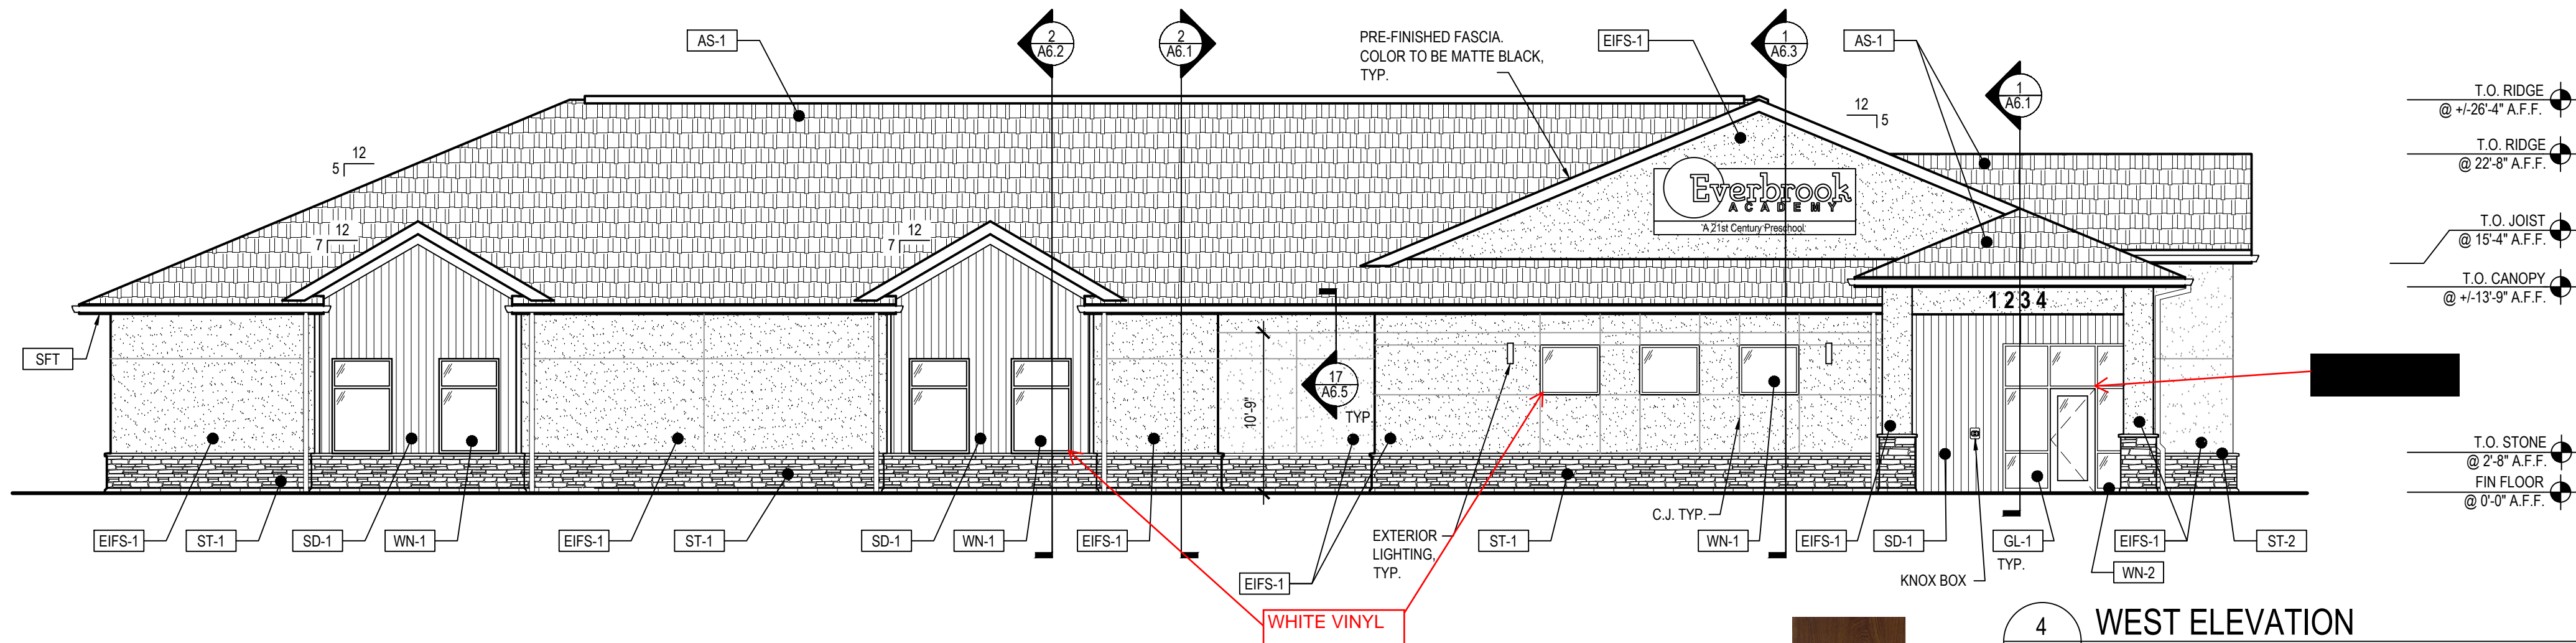 AS-1
2
A6.2
2
A6.1
PRE-FINISHED FASCIA.
COLOR TO BE MATTE BLACK,
TYP.
EIFS-1
1
A6.3
AS-1
1
A6.1
T.O. RIDGE
@ +/-26'-4" A.F.F.
T.O. RIDGE
@ 22'-8" A.F.F.
T.O. JOIST
@ 15'-4" A.F.F.
T.O. CANOPY
@ +/-13'-9" A.F.F.
T.O. STONE
@ 2'-8" A.F.F.
FIN FLOOR
@ 0'-0" A.F.F.
12
5
12
5
12
7
12
7
Everbrook
ACADEMY
A 21st Century Preschool
1234
SFT
17
A6.5
TYP
10'-9"
EIFS-1
ST-1
SD-1
WN-1
EIFS-1
ST-1
SD-1
WN-1
EIFS-1
EIFS-1
EXTERIOR
LIGHTING,
TYP.
ST-1
C.J. TYP.
WN-1
EIFS-1
SD-1
GL-1
TYP.
EIFS-1
ST-2
KNOX BOX
WN-2
WHITE VINYL
4
WEST ELEVATION